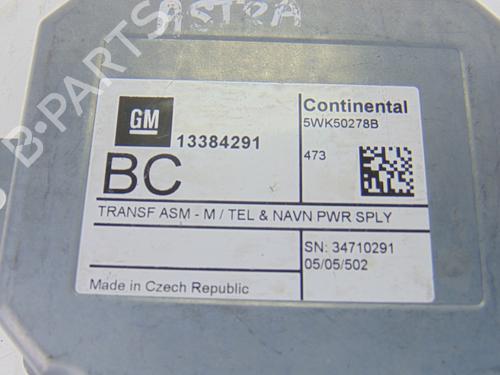 ASTRA
GM
13384291
BC
Continental
5WK50278B
473
TRANSF ASM - M / TEL & NAVN PWR SPLY
SN: 34710291
05/05/502
Made in Czech Republic